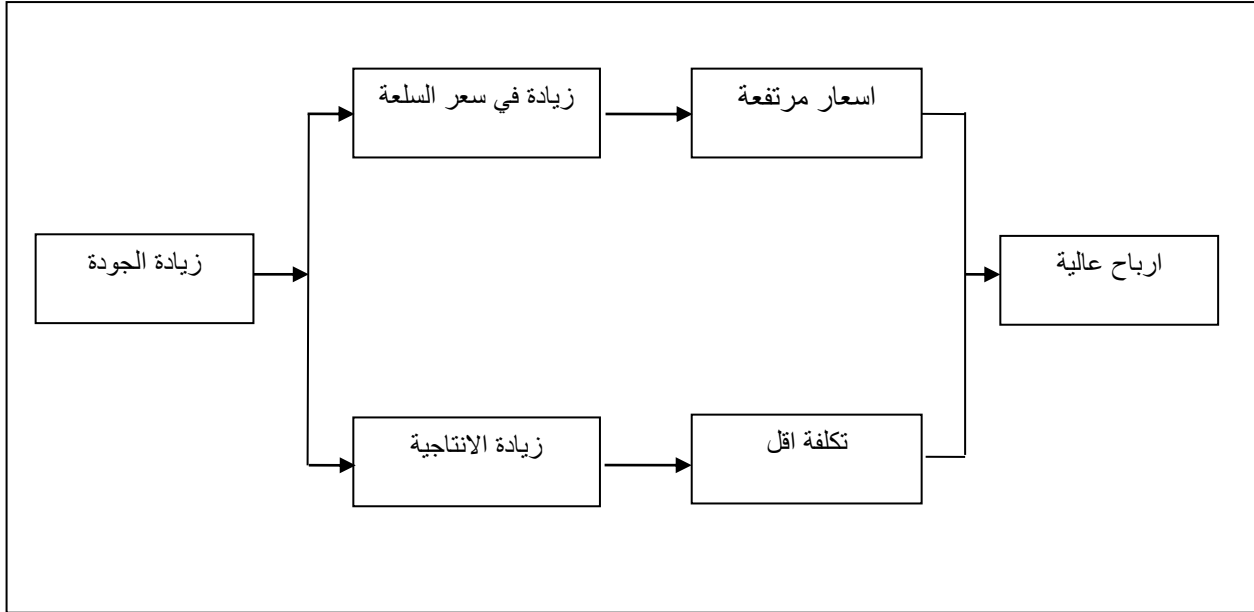 زيادة في سعر السلعة
اسعار مرتفعة
زيادة الجودة
ارباح عالية
زيادة الانتاجية
تكلفة اقل